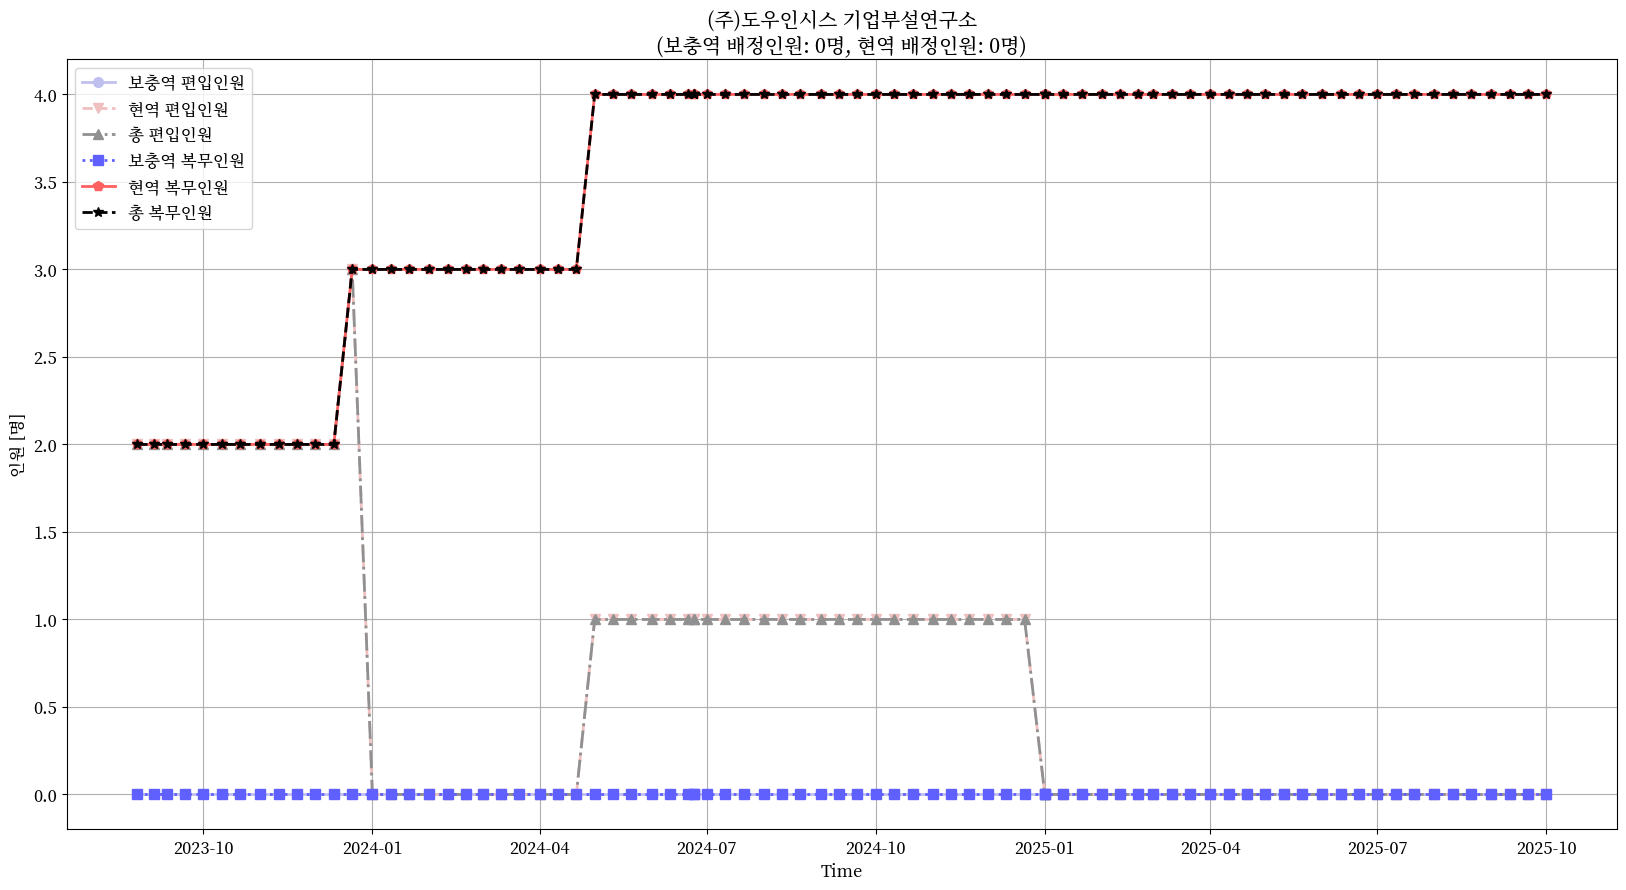 (주)도우인시스 기업부설연구소
(보충역 배정인원: 0명, 현역 배정인원: 0명)
보충역 편입인원
현역 편입인원
총 편입인원
보충역 복무인원
현역 복무인원
총 복무인원
4.0
3.5
3.0
2.5
2.0
1.5
1.0
0.5
0.0
인원 [명]
2023-10
2024-01
2024-04
2024-07
2024-10
2025-01
2025-04
2025-07
2025-10
Time